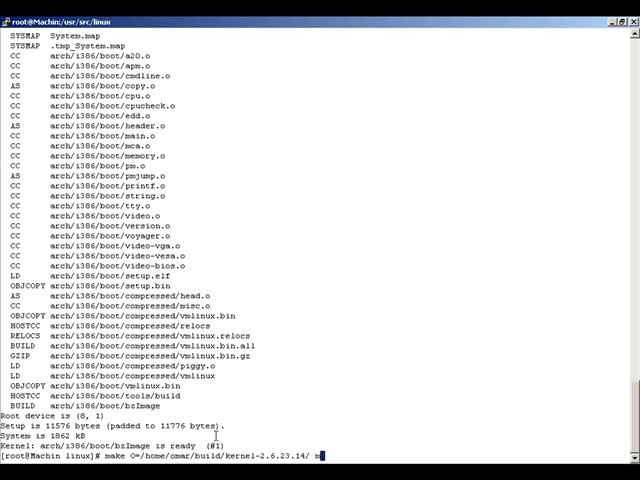 root@Machin:/usr/src/linux
SYSMAP System.map
SYSMAP .tmp_System.map
CC arch/i386/boot/a20.o
CC arch/i386/boot/apm.o
CC arch/i386/boot/cmdline.o
AS arch/i386/boot/copy.o
CC arch/i386/boot/cpu.o
CC arch/i386/boot/cpucheck.o
CC arch/i386/boot/edd.o
AS arch/i386/boot/header.o
CC arch/i386/boot/main.o
CC arch/i386/boot/mca.o
CC arch/i386/boot/memory.o
CC arch/i386/boot/pm.o
AS arch/i386/boot/pmjump.o
CC arch/i386/boot/printf.o
CC arch/i386/boot/string.o
CC arch/i386/boot/tty.o
CC arch/i386/boot/video.o
CC arch/i386/boot/version.o
CC arch/i386/boot/voyager.o
CC arch/i386/boot/video-vga.o
CC arch/i386/boot/video-vesa.o
CC arch/i386/boot/video-bios.o
LD arch/i386/boot/setup.elf
OBJCOPY arch/i386/boot/setup.bin
AS arch/i386/boot/compressed/head.o
CC arch/i386/boot/compressed/misc.o
OBJCOPY arch/i386/boot/compressed/vmlinux.bin
HOSTCC arch/i386/boot/compressed/relocs
RELOCS arch/i386/boot/compressed/vmlinux.relocs
BUILD arch/i386/boot/compressed/vmlinux.bin.all
GZIP arch/i386/boot/compressed/vmlinux.bin.gz
LD arch/i386/boot/compressed/piggy.o
LD arch/i386/boot/compressed/vmlinux
OBJCOPY arch/i386/boot/vmlinux.bin
HOSTCC arch/i386/boot/tools/build
BUILD arch/i386/boot/bzImage
Root device is (8, 1)
Setup is 11576 bytes (padded to 11776 bytes).
System is 1862 kB
Kernel: arch/i386/boot/bzImage is ready (#1)
[root@Machin linux]# make O=/home/omar/build/kernel-2.6.23.14/ m